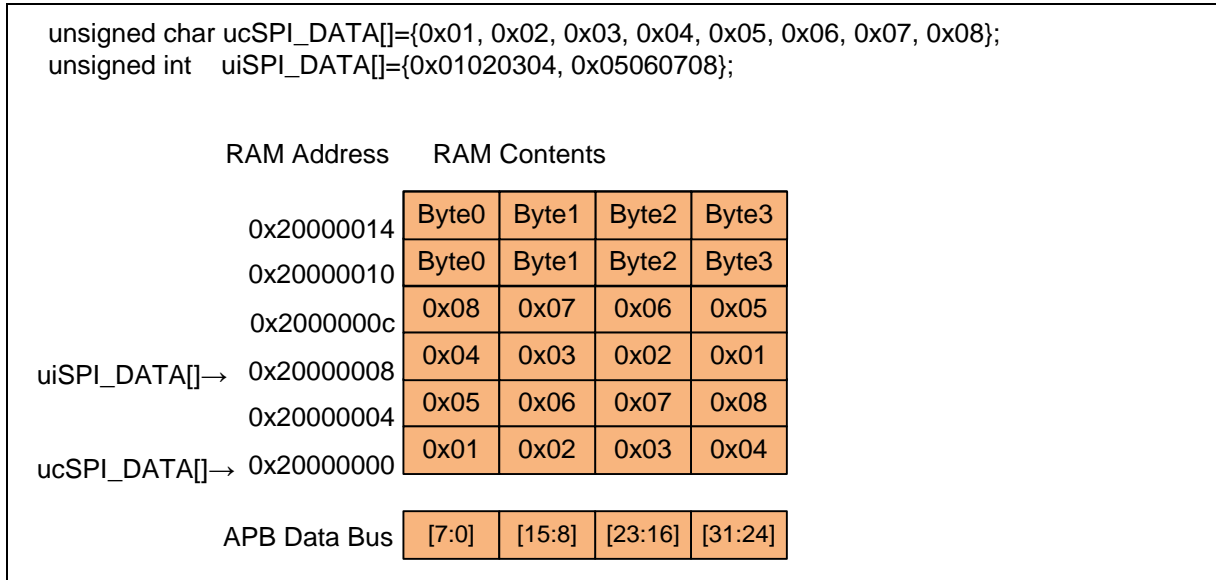 unsigned char ucSPI_DATA[]={0x01, 0x02, 0x03, 0x04, 0x05, 0x06, 0x07, 0x08};
unsigned int uiSPI_DATA[]={0x01020304, 0x05060708};
RAM Address RAM Contents
0x20000014 Byte0 Byte1 Byte2 Byte3
0x20000010 Byte0 Byte1 Byte2 Byte3
0x2000000c 0x08 0x07 0x06 0x05
uiSPI_DATA[]→ 0x20000008 0x04 0x03 0x02 0x01
0x20000004 0x05 0x06 0x07 0x08
ucSPI_DATA[]→ 0x20000000 0x01 0x02 0x03 0x04
APB Data Bus [7:0] [15:8] [23:16] [31:24]